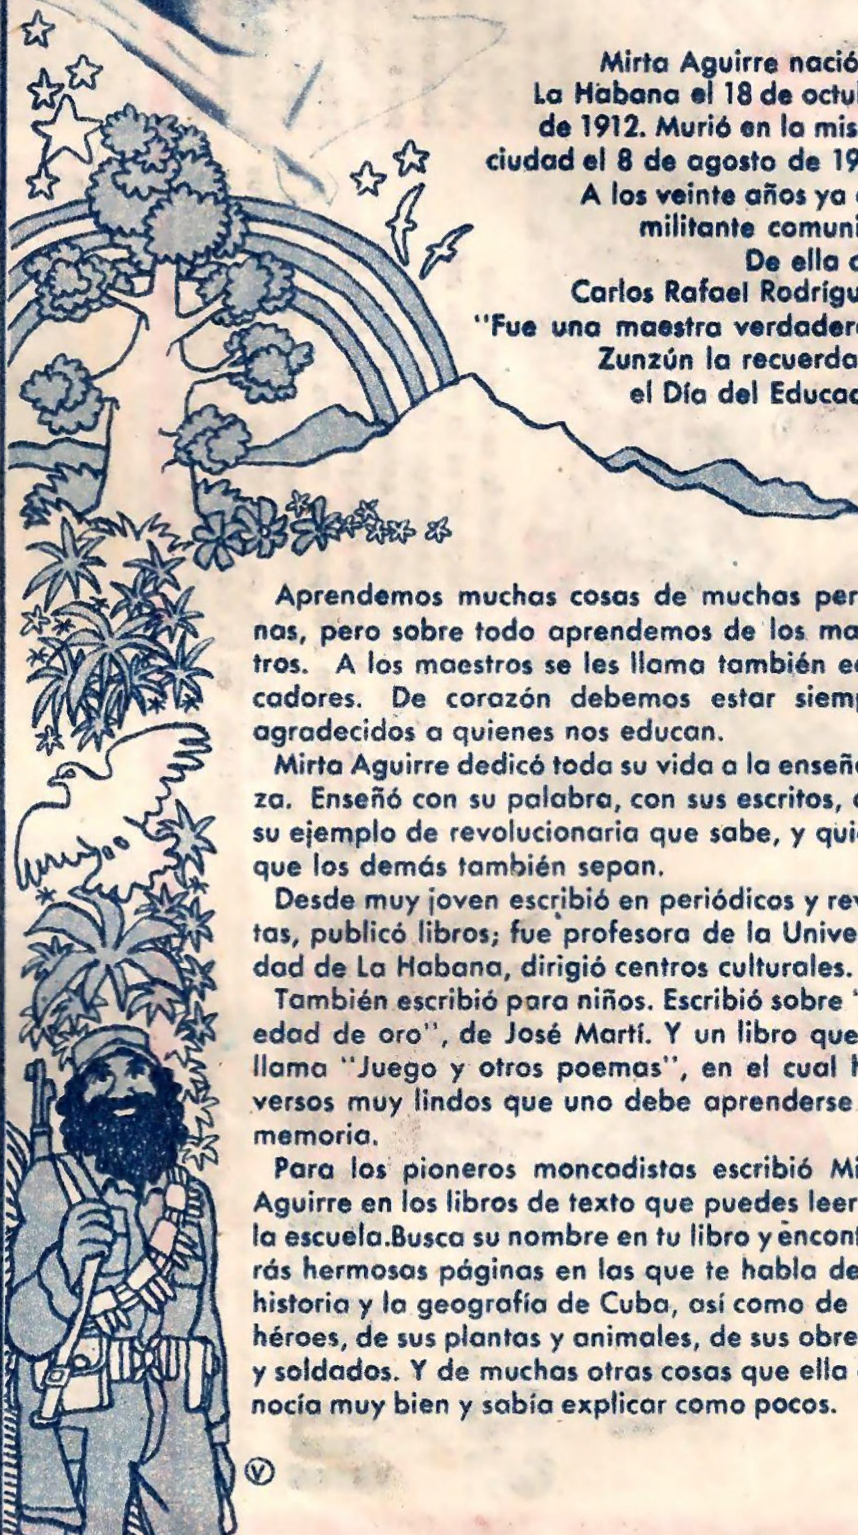 Mirta Aguirre nació
La Habana el 18 de octu
de 1912. Murió en la mis
ciudad el 8 de agosto de 19
A los veinte años ya
militante comuni
De ella
Carlos Rafael Rodrígu
"Fue una maestra verdader
Zunzún la recuerda
el Día del Educac
Aprendemos muchas cosas de muchas per
nas, pero sobre todo aprendemos de los ma
tros. A los maestros se les llama también e
cadores. De corazón debemos estar siemp
agradecidos a quienes nos educan.
Mirta Aguirre dedicó toda su vida a la enseñ
za. Enseñó con su palabra, con sus escritos,
su ejemplo de revolucionaria que sabe, y qui
que los demás también sepan.
Desde muy joven escribió en periódicos y rev
tas, publicó libros; fue profesora de la Unive
dad de La Habana, dirigió centros culturales.
También escribió para niños. Escribió sobre "
edad de oro", de José Martí. Y un libro que
llama "Juego y otros poemas", en el cual h
versos muy lindos que uno debe aprenderse
memoria.
Para los pioneros moncadistas escribió Mi
Aguirre en los libros de texto que puedes leer
la escuela.Busca su nombre en tu libro y encont
rás hermosas páginas en las que te habla de
historia y la geografía de Cuba, así como de
héroes, de sus plantas y animales, de sus obre
y soldados. Y de muchas otras cosas que ella
nocía muy bien y sabía explicar como pocos.
V